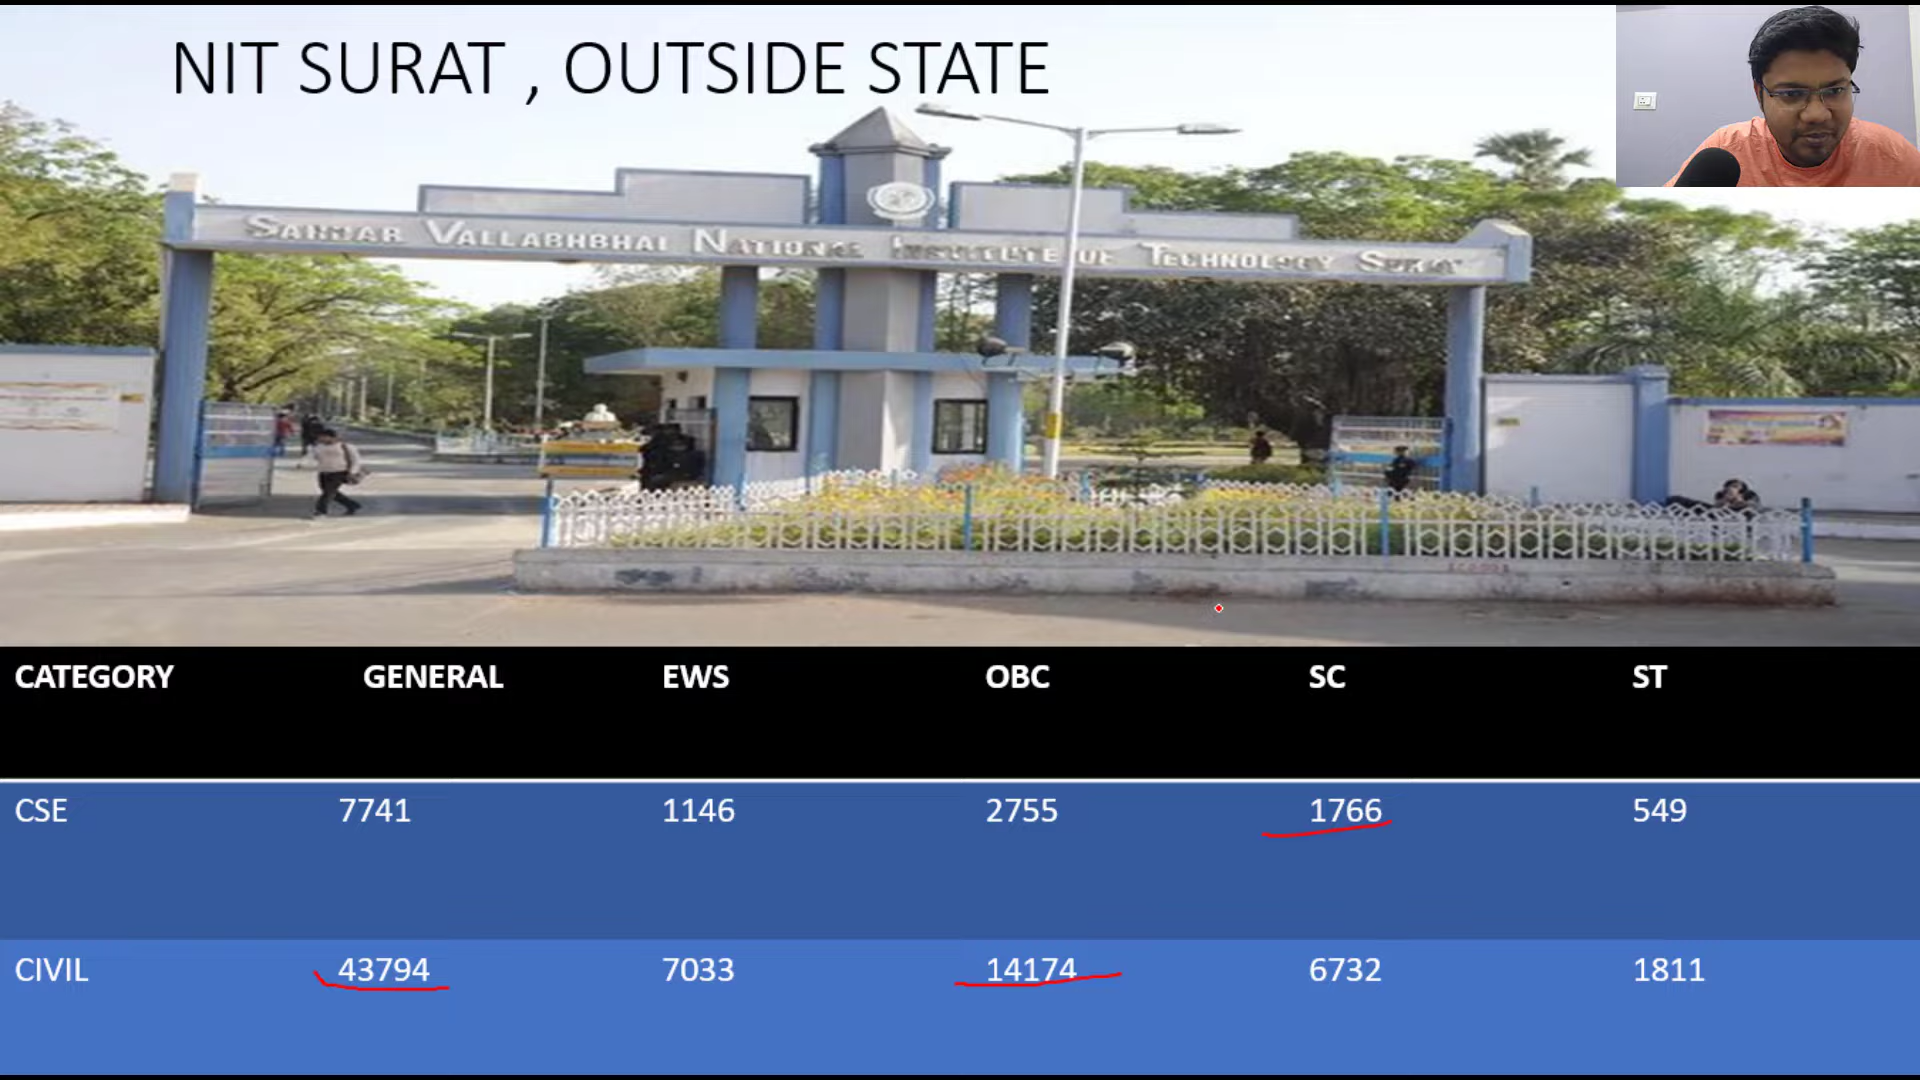 NIT SURAT , OUTSIDE STATE
SARDAR VALLABHBHAI NATIONAL INSTITUTE OF TECHNOLOGY SURAT
CATEGORY GENERAL EWS OBC SC ST
CSE 7741 1146 2755 1766 549
CIVIL 43794 7033 14174 6732 1811